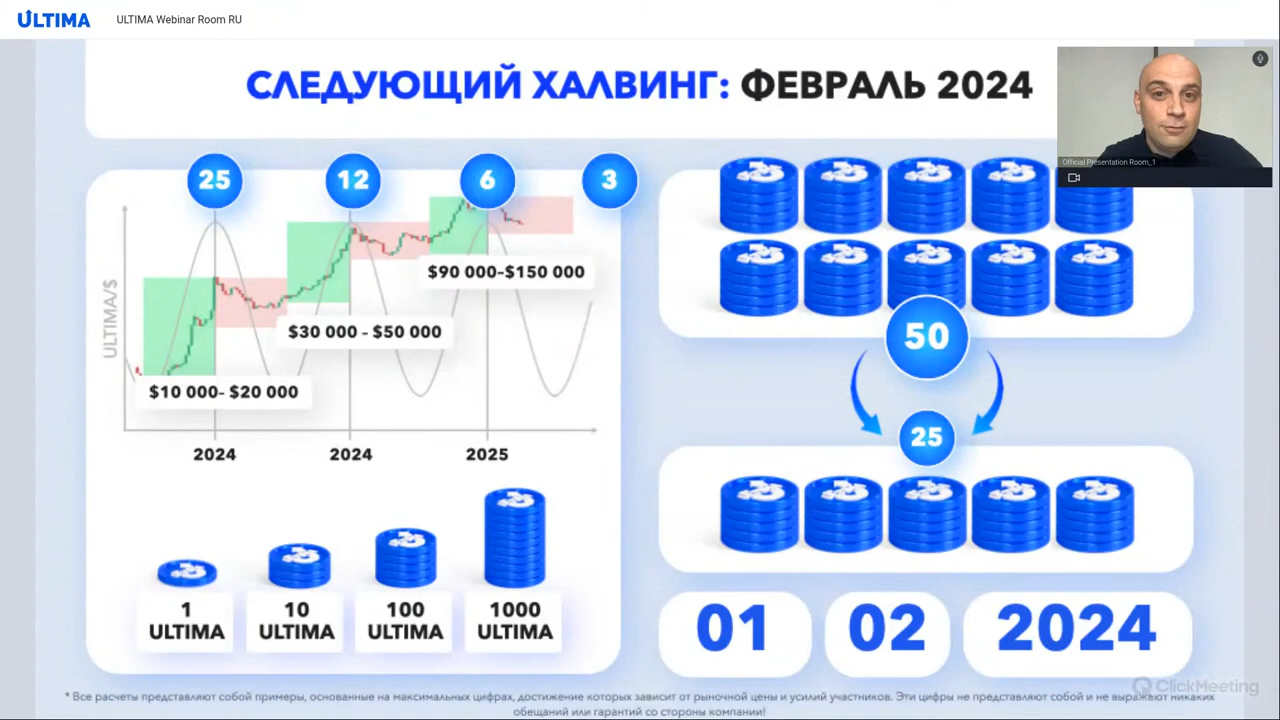 ULTIMA
ULTIMA Webinar Room RU
СЛЕДУЮЩИЙ ХАЛВИНГ: ФЕВРАЛЬ 2024
Official Presentation Room_1
25
12
6
3
ULTIMA/$
$90 000-$150 000
$30 000 - $50 000
$10 000- $20 000
2024
2024
2025
1
ULTIMA
10
ULTIMA
100
ULTIMA
1000
ULTIMA
50
25
01
02
2024
* Все расчеты представляют собой примеры, основанные на максимальных цифрах, достижение которых зависит от рыночной цены и усилий участников. Эти цифры не представляют собой и не выражают никаких
обещаний или гарантий со стороны компании!
ClickMeeting